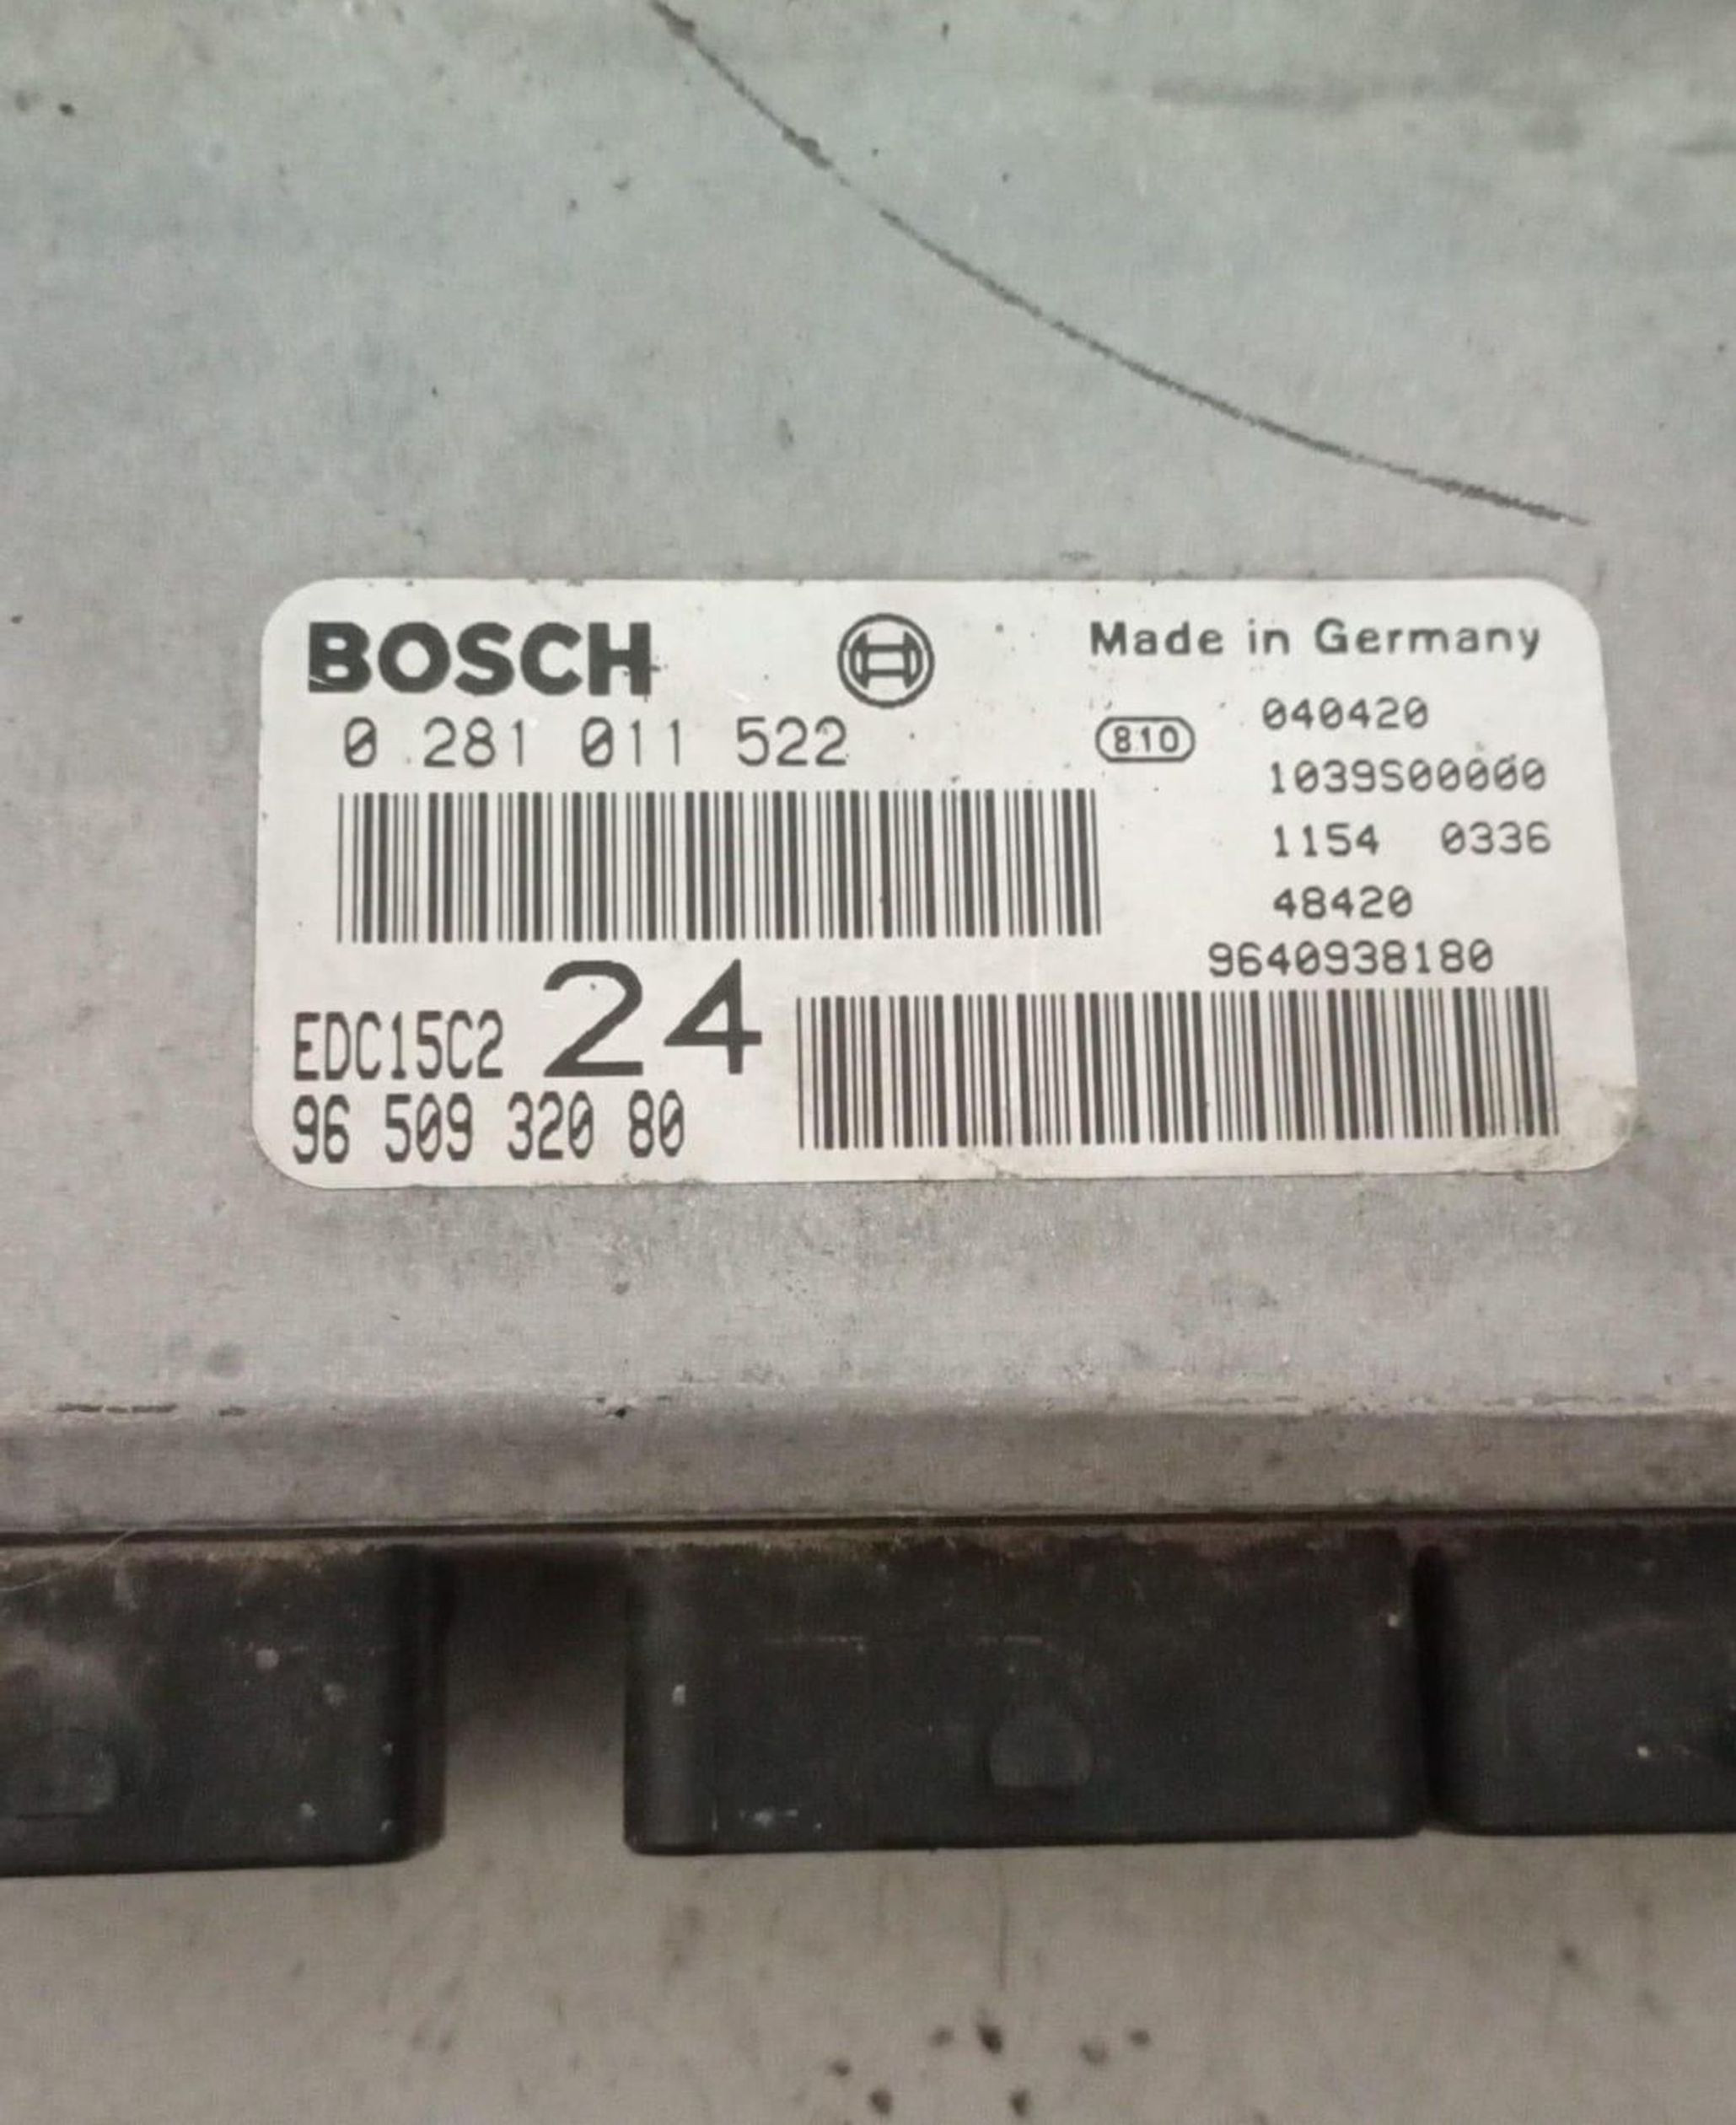 BOSCH
Made in Germany
0 281 011 522
810
040420
1039S00000
1154 0336
48420
9640938180
EDC15C2 24
96 509 320 80